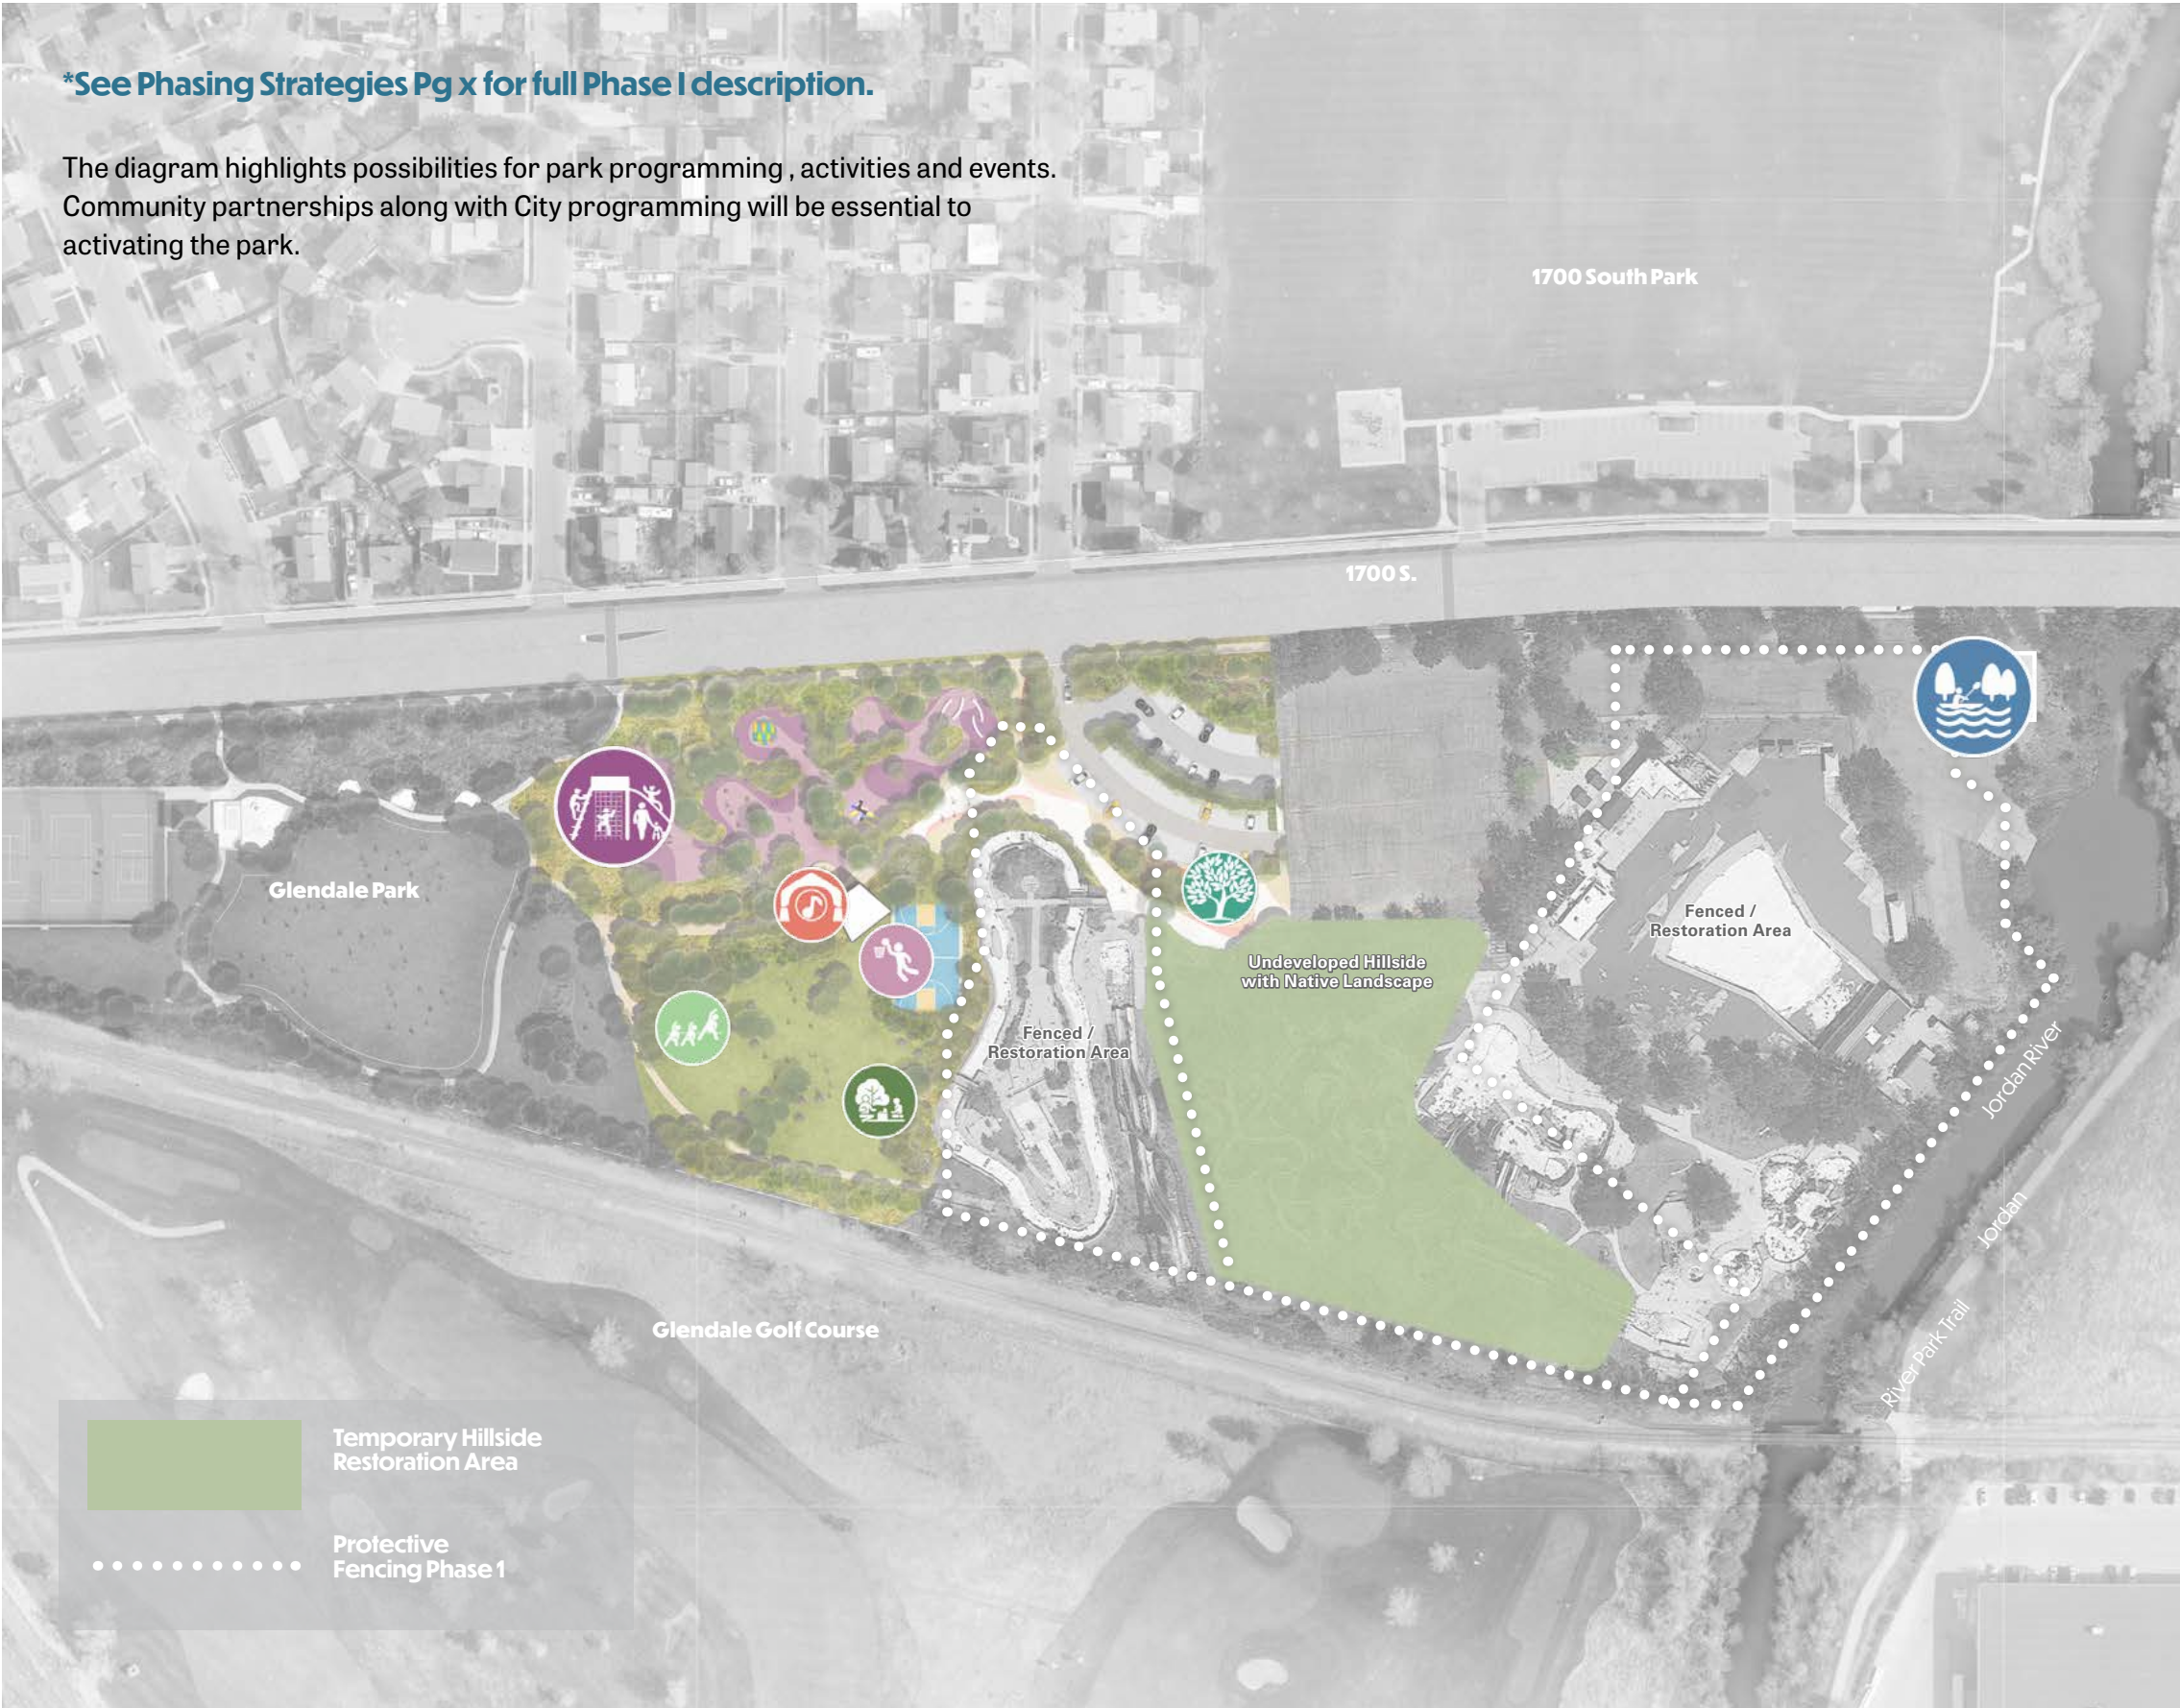 *See Phasing Strategies Pg x for full Phase I description.
The diagram highlights possibilities for park programming , activities and events.
Community partnerships along with City programming will be essential to
activating the park.
1700 South Park
1700 S.
Glendale Park
Fenced /
Restoration Area
Undeveloped Hillside
with Native Landscape
Fenced /
Restoration Area
Jordan River
Jordan
River Park Trail
Glendale Golf Course
Temporary Hillside
Restoration Area
Protective
Fencing Phase 1